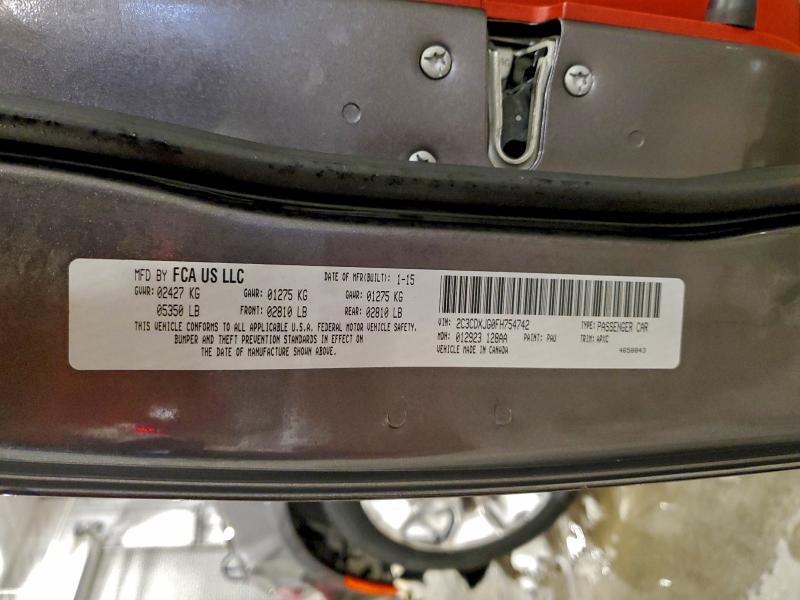 MFD BY FCA US LLC DATE OF MFR(BUILT): 1-15
GVWR: 02427 KG GAWR: 01275 KG GAWR: 01275 KG
05350 LB FRONT: 02810 LB REAR: 02810 LB
THIS VEHICLE CONFORMS TO ALL APPLICABLE U.S.A. FEDERAL MOTOR VEHICLE SAFETY,
BUMPER AND THEFT PREVENTION STANDARDS IN EFFECT ON
THE DATE OF MANUFACTURE SHOWN ABOVE.
VIN: 2C3CDXJG0FH754742 TYPE: PASSENGER CAR
MDH: 012923 128AA PAINT: PAU TRIM: APXC
VEHICLE MADE IN CANADA 4658043